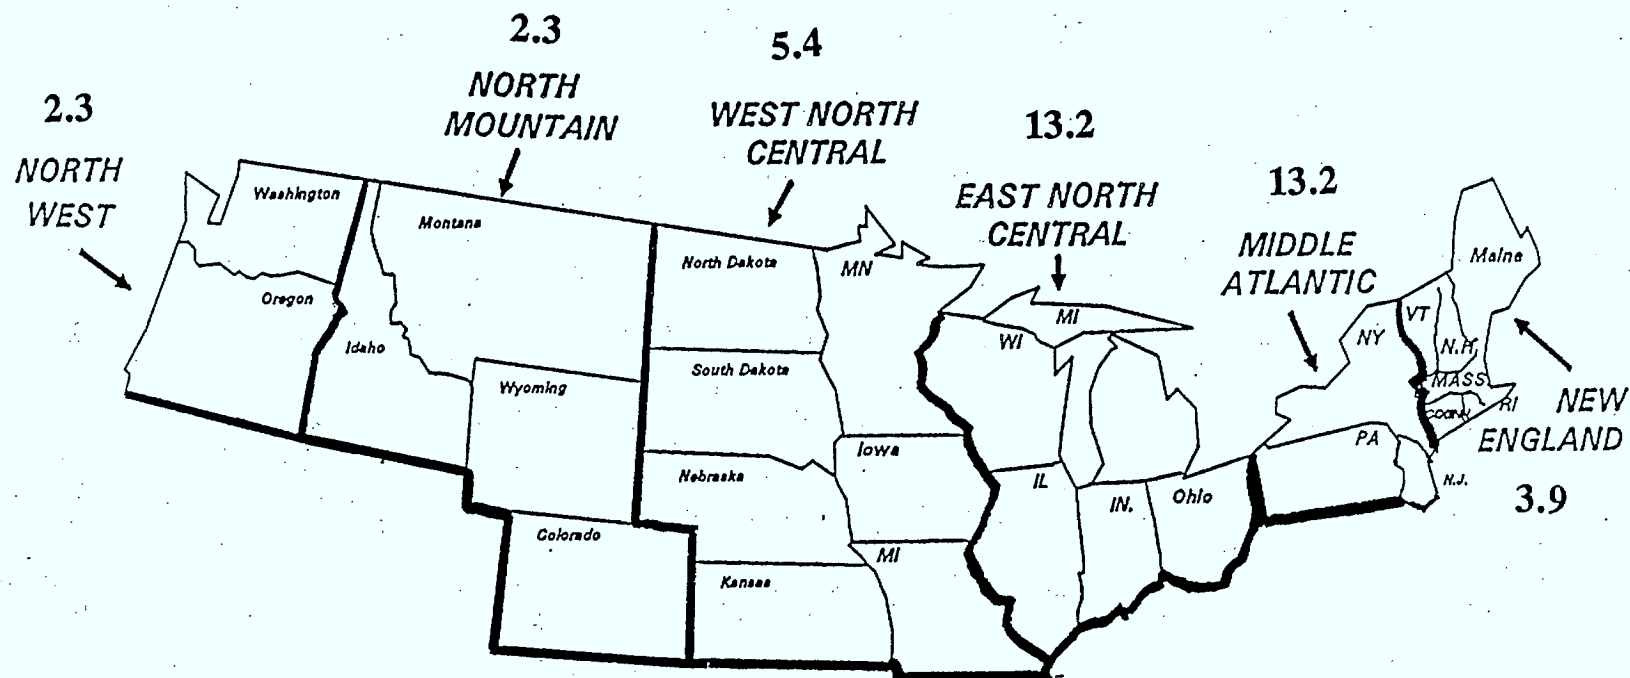 2.3
NORTH
WEST
2.3
NORTH
MOUNTAIN
5.4
WEST NORTH
CENTRAL
13.2
EAST NORTH
CENTRAL
13.2
MIDDLE
ATLANTIC
NEW
ENGLAND
3.9
Washington
Oregon
Montana
Idaho
Wyoming
Colorado
North Dakota
South Dakota
Nebraska
Kansas
MN
Iowa
MI
WI
MI
IL
IN.
Ohio
NY
PA
N.J.
VT
N.H.
Maine
MASS.
CONN
RI